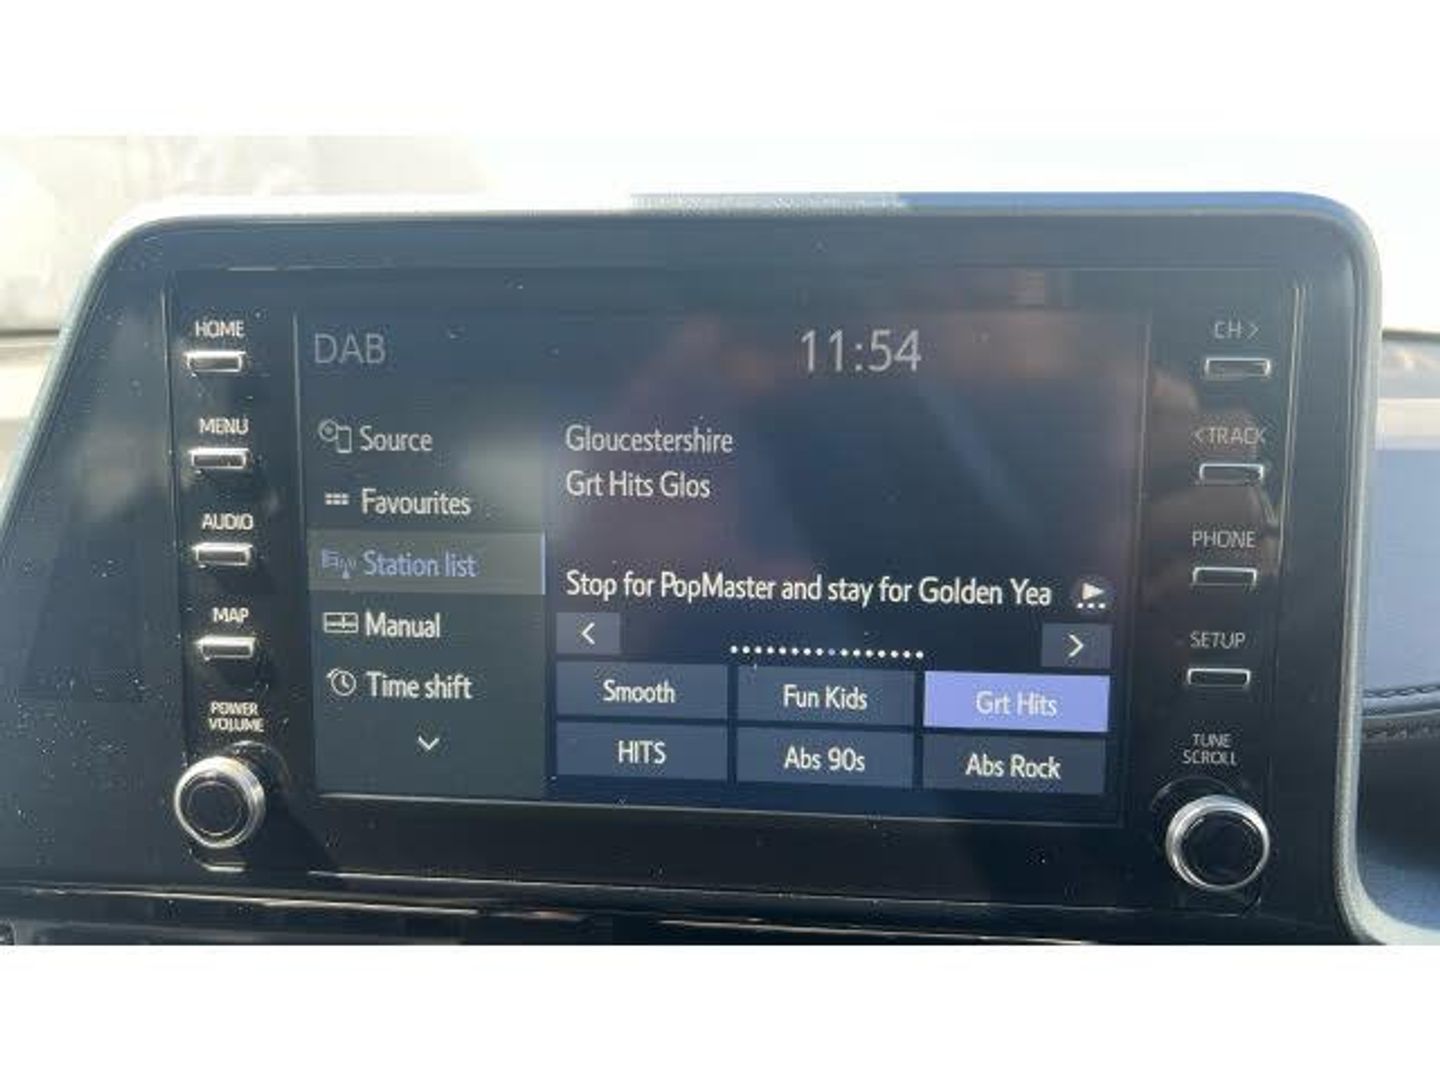 HOME
MENU
AUDIO
MAP
POWER
VOLUME
DAB
11:54
Source
Favourites
Station list
Manual
Time shift
Gloucestershire
Grt Hits Glos
Stop for PopMaster and stay for Golden Yea
<
>
Smooth
Fun Kids
Grt Hits
HITS
Abs 90s
Abs Rock
CH >
< TRACK
PHONE
SETUP
TUNE
SCROLL